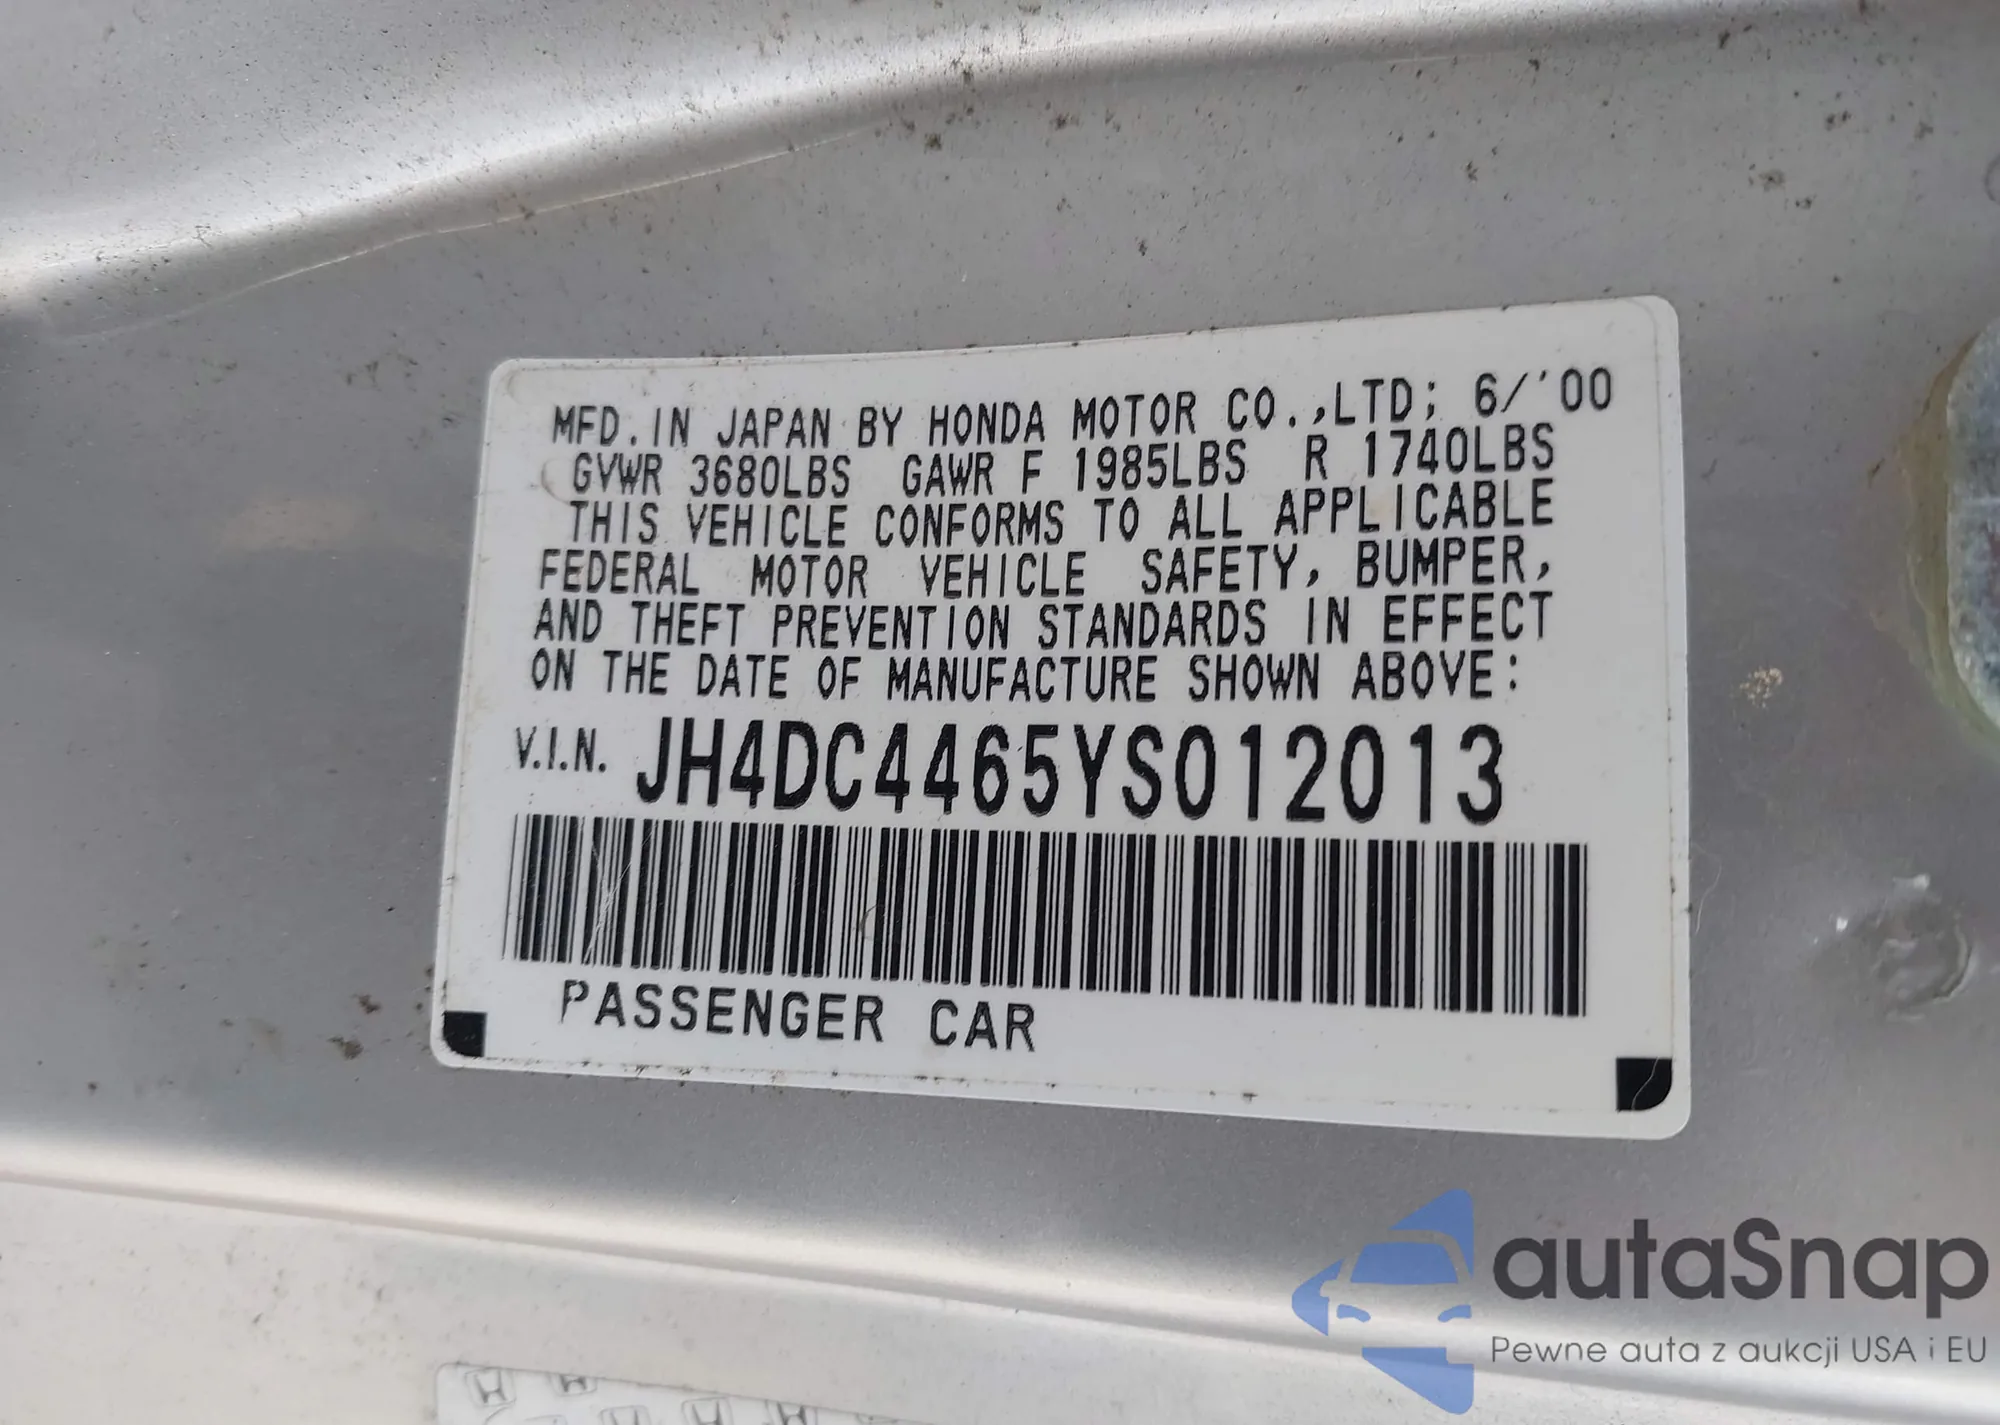 MFD. IN JAPAN BY HONDA MOTOR CO.,LTD; 6/'00
GVWR 3680LBS GAWR F 1985LBS R 1740LBS
THIS VEHICLE CONFORMS TO ALL APPLICABLE
FEDERAL MOTOR VEHICLE SAFETY, BUMPER,
AND THEFT PREVENTION STANDARDS IN EFFECT
ON THE DATE OF MANUFACTURE SHOWN ABOVE:
V.I.N. JH4DC4465YS012013
PASSENGER CAR
autaSnap
Pewne auta z aukcji USA i EU